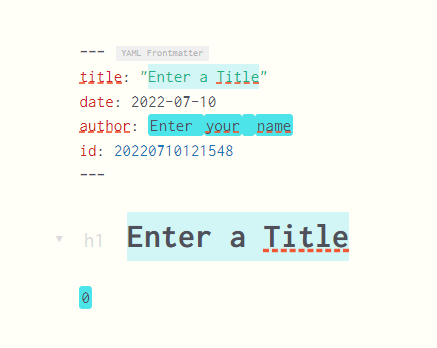 --- YAML Frontmatter
title: "Enter a Title"
date: 2022-07-10
author: Enter your name
id: 20220710121548
---
h1 Enter a Title
0